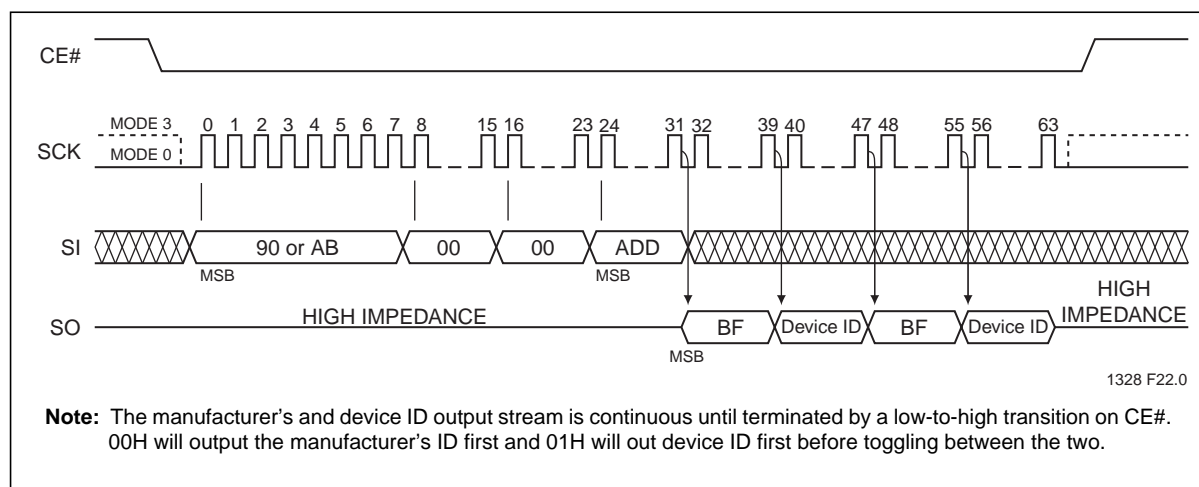 CE#
MODE 3
0 1 2 3 4 5 6 7 8 15 16 23 24 31 32 39 40 47 48 55 56 63
SCK
MODE 0
SI
90 or AB 00 00 ADD
MSB MSB
HIGH IMPEDANCE
HIGH IMPEDANCE
SO
BF Device ID BF Device ID
MSB
1328 F22.0
Note: The manufacturer's and device ID output stream is continuous until terminated by a low-to-high transition on CE#.
00H will output the manufacturer's ID first and 01H will out device ID first before toggling between the two.